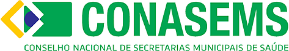 CONASEMS
CONSELHO NACIONAL DE SECRETARIAS MUNICIPAIS DE SAÚDE